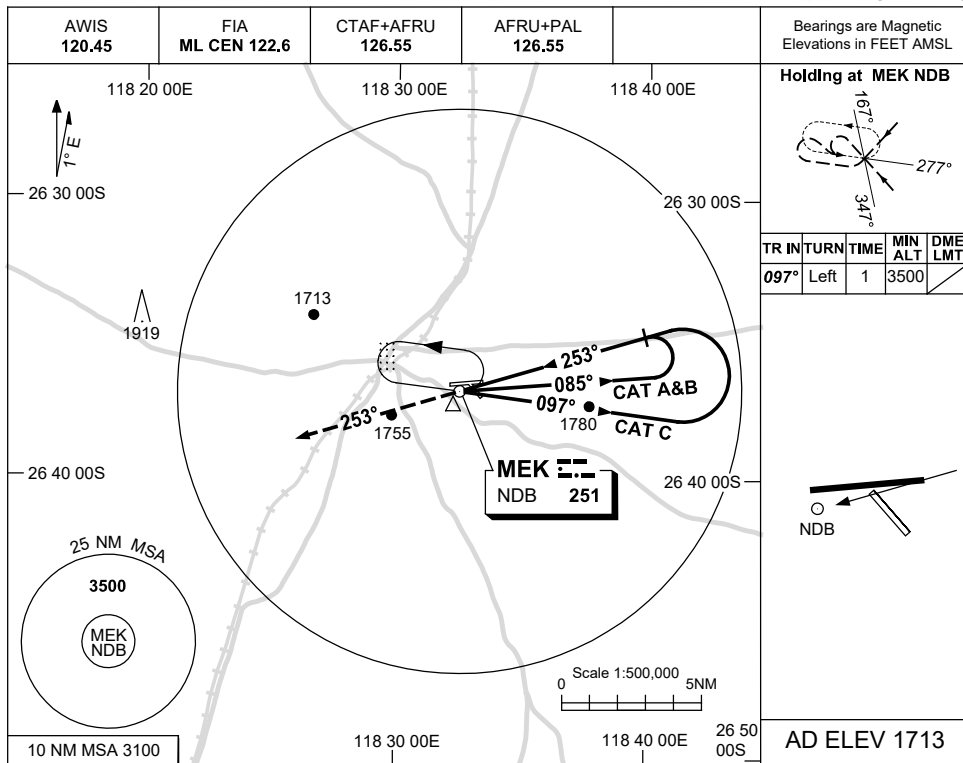 AWIS
120.45
FIA
ML CEN 122.6
CTAF+AFRU
126.55
AFRU+PAL
126.55
Bearings are Magnetic
Elevations in FEET AMSL
118 20 00E
118 30 00E
118 40 00E
1° E
26 30 00S
26 30 00S
Holding at MEK NDB
167°
277°
347°
TR IN TURN TIME MIN ALT DME LMT
097° Left 1 3500
1713
1919
253°
085°
CAT A&B
097°
1780
CAT C
253°
1755
26 40 00S
26 40 00S
MEK
NDB 251
NDB
25 NM MSA
3500
MEK
NDB
Scale 1:500,000
0 5NM
10 NM MSA 3100
118 30 00E
118 40 00E
26 50
00S
AD ELEV 1713